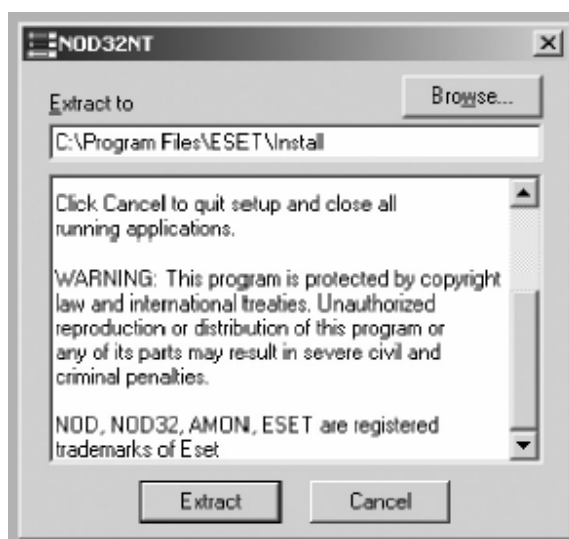 NOD32NT
Extract to
Browse...
C:\Program Files\ESET\Install
Click Cancel to quit setup and close all
running applications.
WARNING: This program is protected by copyright
law and international treaties. Unauthorized
reproduction or distribution of this program or
any of its parts may result in severe civil and
criminal penalties.
NOD, NOD32, AMON, ESET are registered
trademarks of Eset
Extract
Cancel